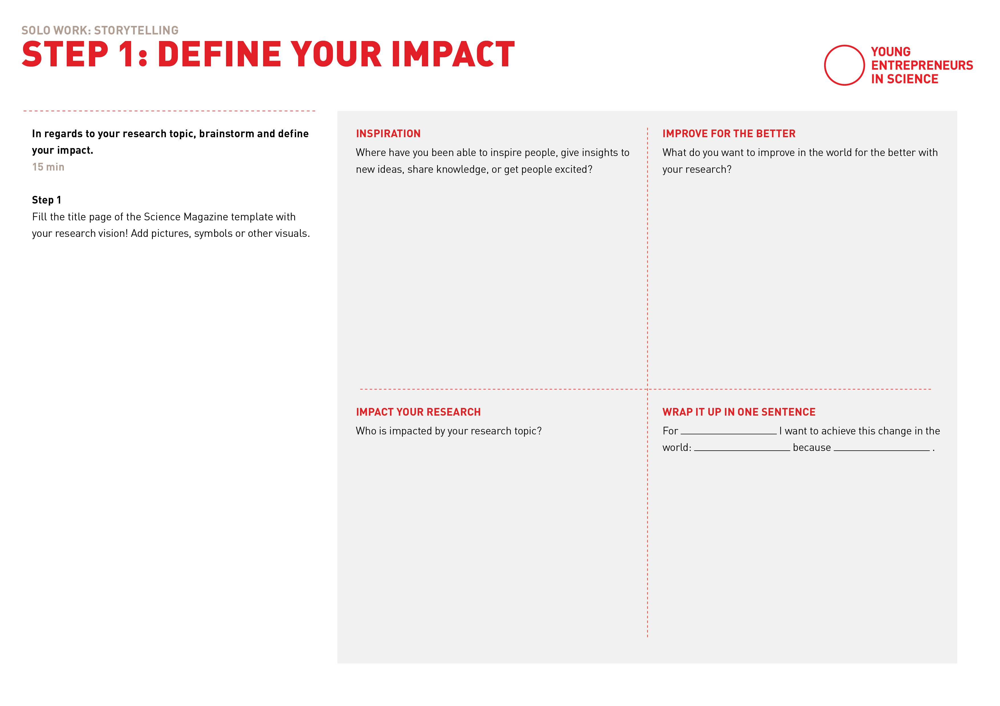 SOLO WORK: STORYTELLING
STEP 1: DEFINE YOUR IMPACT
YOUNG
ENTREPRENEURS
IN SCIENCE
In regards to your research topic, brainstorm and define
your impact.
15 min
Step 1
Fill the title page of the Science Magazine template with
your research vision! Add pictures, symbols or other visuals.
INSPIRATION
Where have you been able to inspire people, give insights to
new ideas, share knowledge, or get people excited?
IMPROVE FOR THE BETTER
What do you want to improve in the world for the better with
your research?
IMPACT YOUR RESEARCH
Who is impacted by your research topic?
WRAP IT UP IN ONE SENTENCE
For ________________ I want to achieve this change in the
world: ________________ because ________________ .